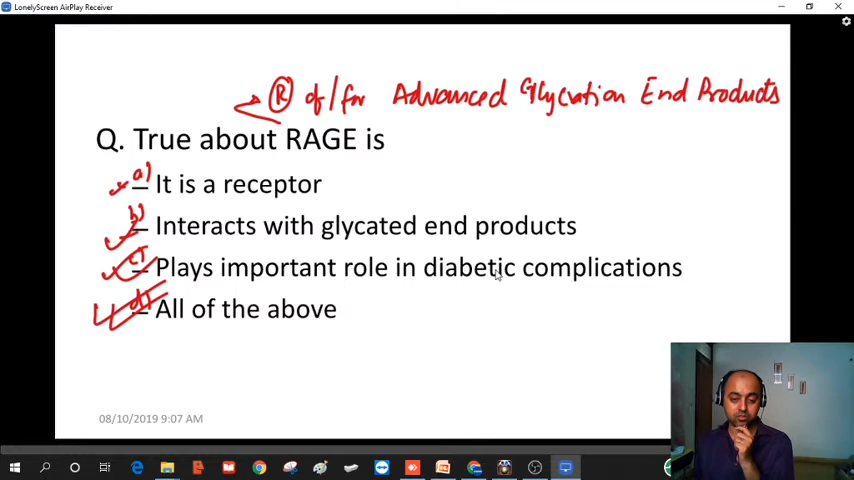 LonelyScreen AirPlay Receiver
R of/for Advanced Glycation End Products
Q. True about RAGE is
a) – It is a receptor
b) – Interacts with glycated end products
c) – Plays important role in diabetic complications
d) – All of the above
08/10/2019 9:07 AM